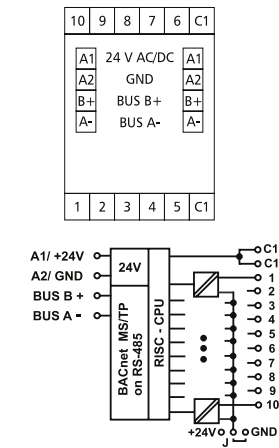 10 9 8 7 6 C1
A1 24 V AC/DC A1
A2 GND A2
B+ BUS B+ B+
A- BUS A- A-
1 2 3 4 5 C1
A1/ +24V
A2/ GND
BUS B +
BUS A -
24V
BACnet MS/TP
on RS-485
RISC - CPU
C1
C1
1
2
3
4
5
6
7
8
9
10
+24V GND
J